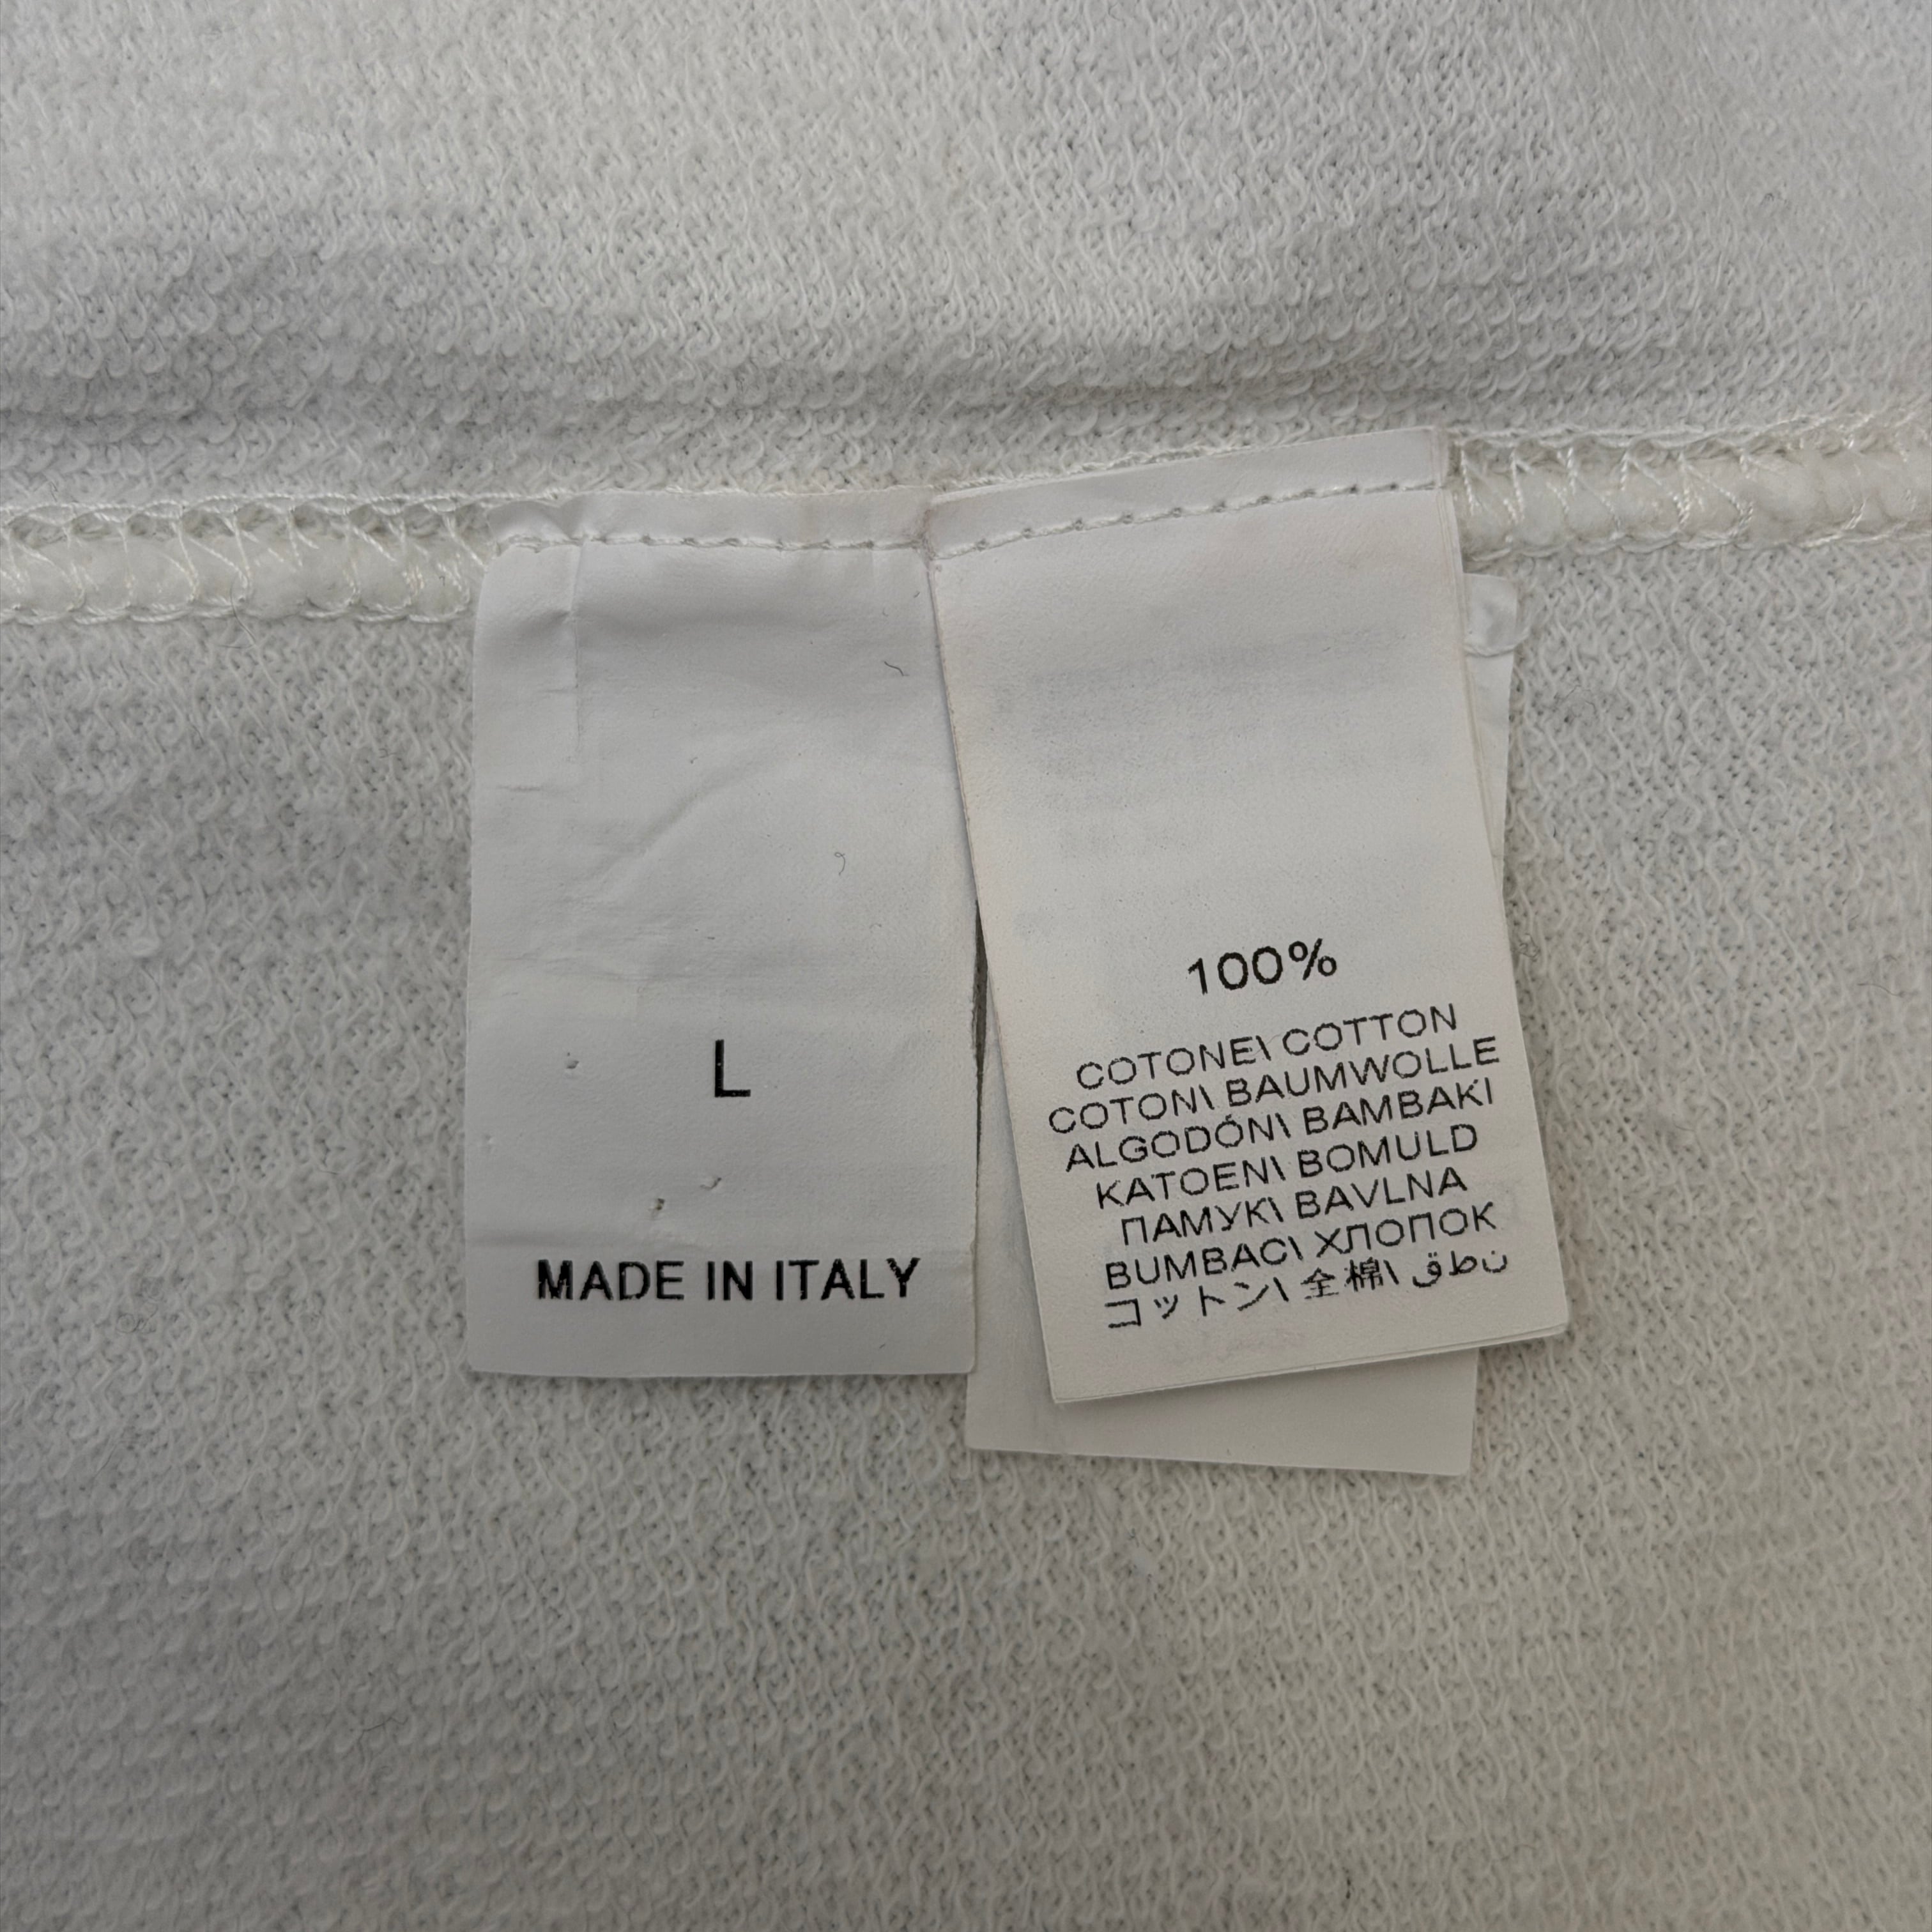 L
MADE IN ITALY
100%
COTONE\ COTTON
COTON\ BAUMWOLLE
ALGODÓN\ BAMBAKI
KATOEN\ BOMULD
ПАМУК\ BAVLNA
BUMBAC\ ХЛОПОК
コットン\ 全棉\ ن‌ط‌ق